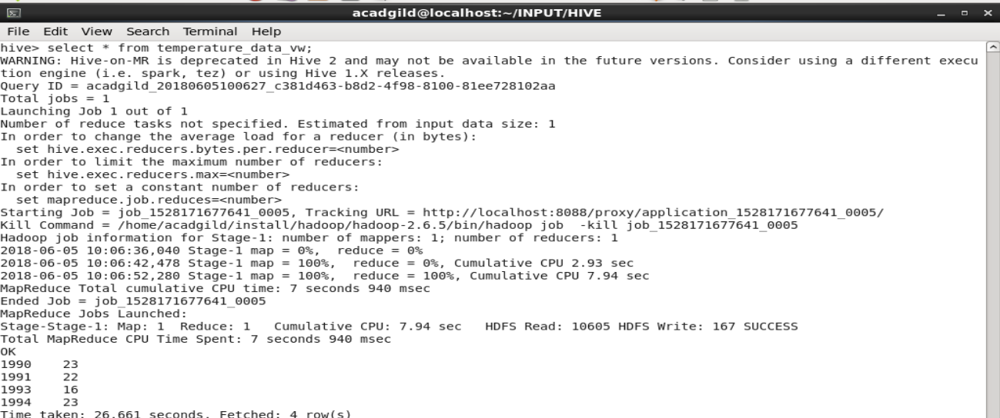 acadgild@localhost:~/INPUT/HIVE
File Edit View Search Terminal Help
hive> select * from temperature_data_vw;
WARNING: Hive-on-MR is deprecated in Hive 2 and may not be available in the future versions. Consider using a different execu
tion engine (i.e. spark, tez) or using Hive 1.X releases.
Query ID = acadgild_20180605100627_c381d463-b8d2-4f98-8100-81ee728102aa
Total jobs = 1
Launching Job 1 out of 1
Number of reduce tasks not specified. Estimated from input data size: 1
In order to change the average load for a reducer (in bytes):
  set hive.exec.reducers.bytes.per.reducer=<number>
In order to limit the maximum number of reducers:
  set hive.exec.reducers.max=<number>
In order to set a constant number of reducers:
  set mapreduce.job.reduces=<number>
Starting Job = job_1528171677641_0005, Tracking URL = http://localhost:8088/proxy/application_1528171677641_0005/
Kill Command = /home/acadgild/install/hadoop/hadoop-2.6.5/bin/hadoop job  -kill job_1528171677641_0005
Hadoop job information for Stage-1: number of mappers: 1; number of reducers: 1
2018-06-05 10:06:36,040 Stage-1 map = 0%,  reduce = 0%
2018-06-05 10:06:42,478 Stage-1 map = 100%,  reduce = 0%, Cumulative CPU 2.93 sec
2018-06-05 10:06:52,280 Stage-1 map = 100%,  reduce = 100%, Cumulative CPU 7.94 sec
MapReduce Total cumulative CPU time: 7 seconds 940 msec
Ended Job = job_1528171677641_0005
MapReduce Jobs Launched:
Stage-Stage-1: Map: 1  Reduce: 1   Cumulative CPU: 7.94 sec   HDFS Read: 10605 HDFS Write: 167 SUCCESS
Total MapReduce CPU Time Spent: 7 seconds 940 msec
OK
1990    23
1991    22
1993    16
1994    23
Time taken: 26.661 seconds, Fetched: 4 row(s)